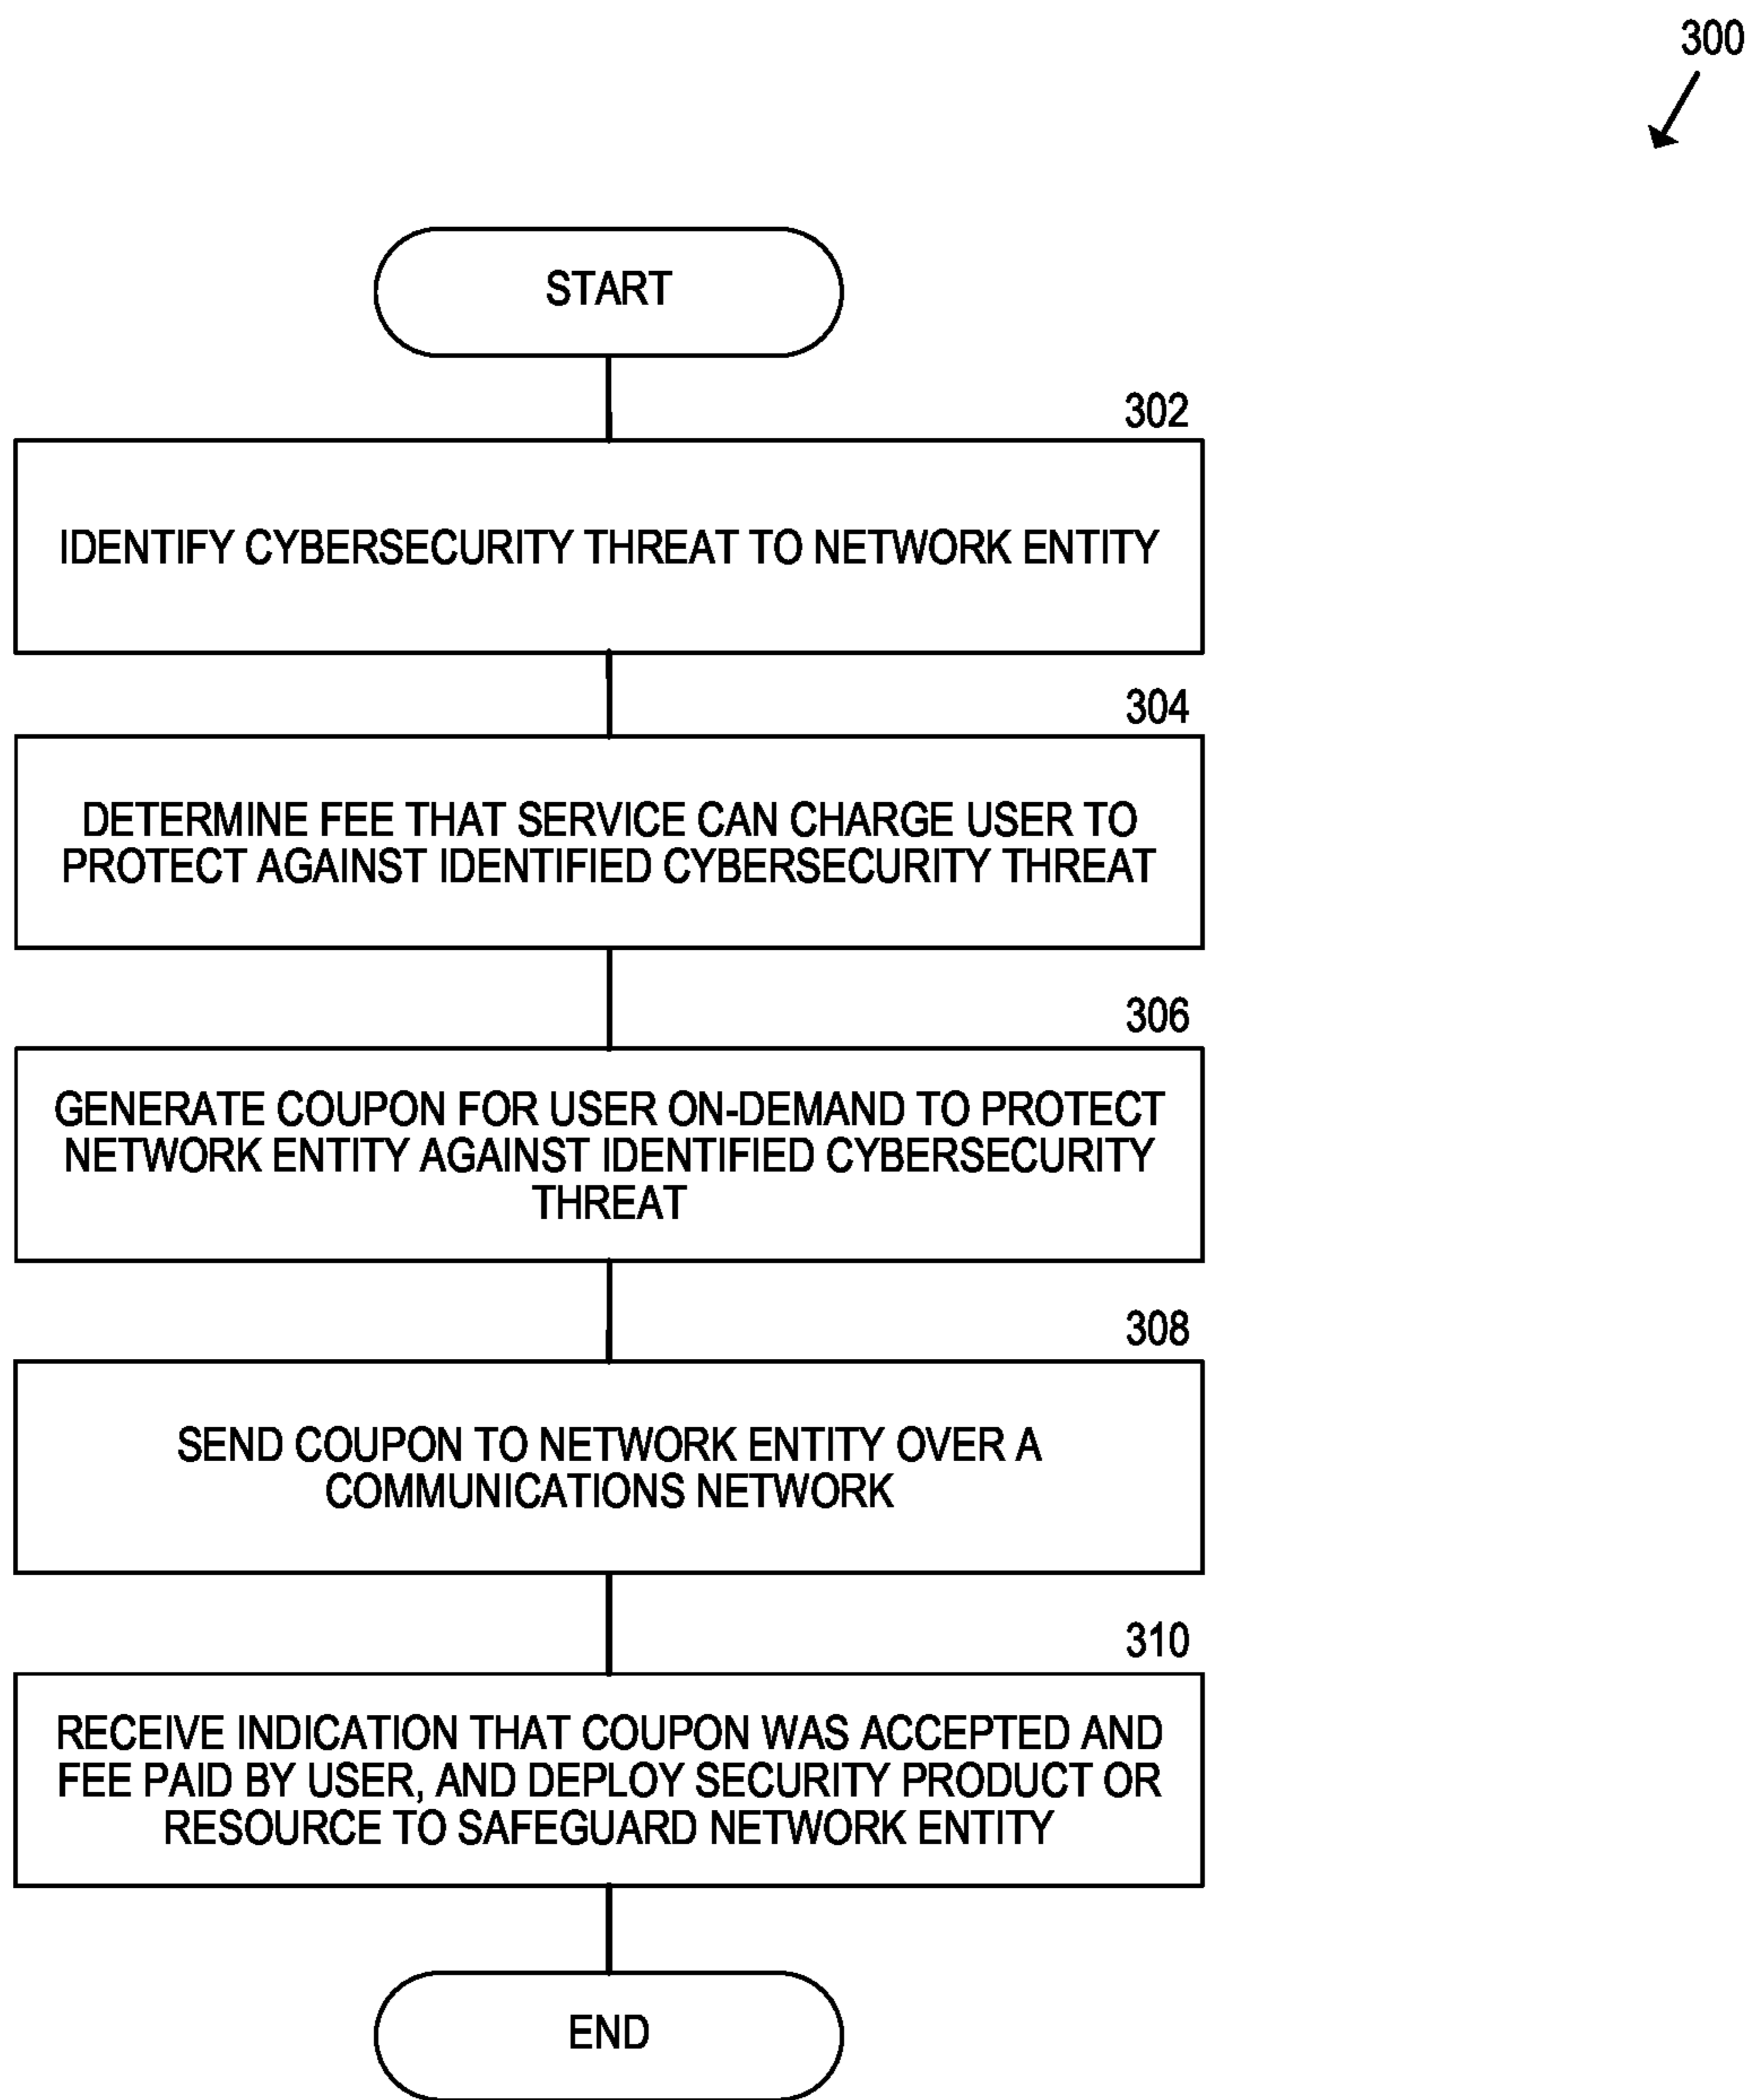 300
START
302
IDENTIFY CYBERSECURITY THREAT TO NETWORK ENTITY
304
DETERMINE FEE THAT SERVICE CAN CHARGE USER TO
PROTECT AGAINST IDENTIFIED CYBERSECURITY THREAT
306
GENERATE COUPON FOR USER ON-DEMAND TO PROTECT
NETWORK ENTITY AGAINST IDENTIFIED CYBERSECURITY
THREAT
308
SEND COUPON TO NETWORK ENTITY OVER A
COMMUNICATIONS NETWORK
310
RECEIVE INDICATION THAT COUPON WAS ACCEPTED AND
FEE PAID BY USER, AND DEPLOY SECURITY PRODUCT OR
RESOURCE TO SAFEGUARD NETWORK ENTITY
END